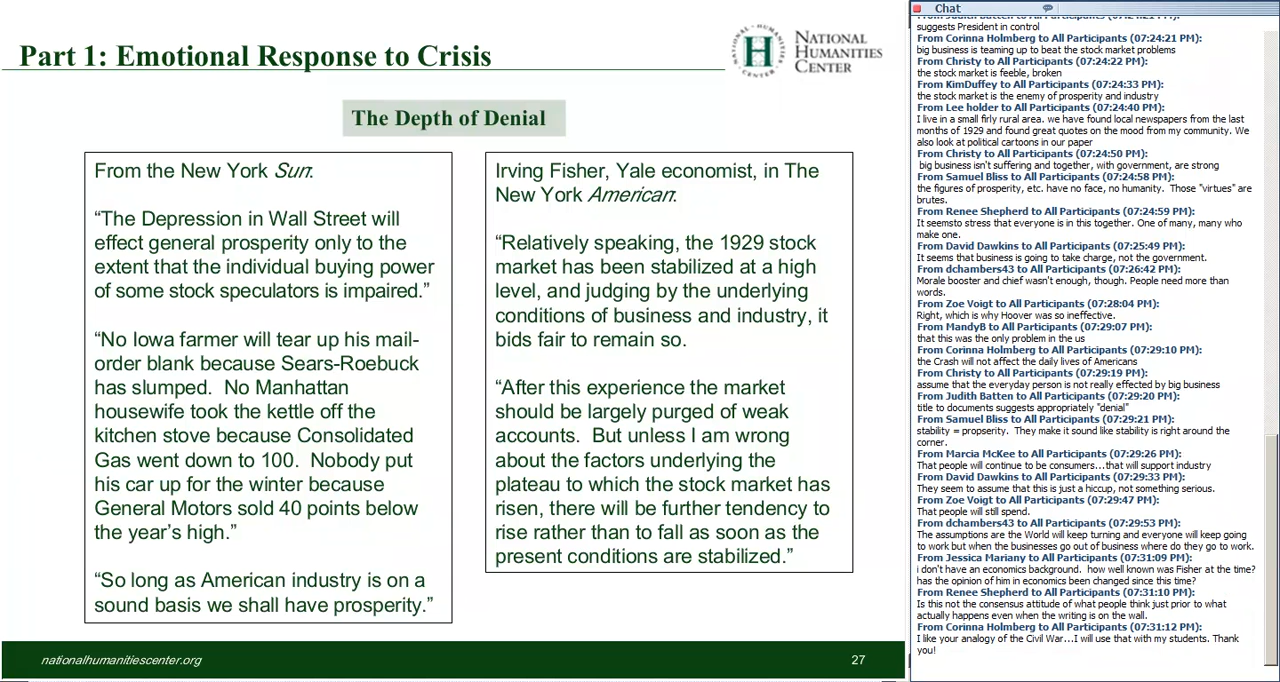 Part 1: Emotional Response to Crisis
NATIONAL
HUMANITIES
CENTER
The Depth of Denial
From the New York Sun:
“The Depression in Wall Street will
effect general prosperity only to the
extent that the individual buying power
of some stock speculators is impaired.”
“No Iowa farmer will tear up his mail-
order blank because Sears-Roebuck
has slumped.  No Manhattan
housewife took the kettle off the
kitchen stove because Consolidated
Gas went down to 100.  Nobody put
his car up for the winter because
General Motors sold 40 points below
the year’s high.”
“So long as American industry is on a
sound basis we shall have prosperity.”
Irving Fisher, Yale economist, in The
New York American:
“Relatively speaking, the 1929 stock
market has been stabilized at a high
level, and judging by the underlying
conditions of business and industry, it
bids fair to remain so.
“After this experience the market
should be largely purged of weak
accounts.  But unless I am wrong
about the factors underlying the
plateau to which the stock market has
risen, there will be further tendency to
rise rather than to fall as soon as the
present conditions are stabilized.”
nationalhumanitiescenter.org
27
Chat
From Judith Batten to All Participants (07:24:21 PM):
suggests President in control
From Corinna Holmberg to All Participants (07:24:21 PM):
big business is teaming up to beat the stock market problems
From Christy to All Participants (07:24:22 PM):
the stock market is feeble, broken
From KimDuffey to All Participants (07:24:33 PM):
the stock market is the enemy of prosperity and industry
From Lee holder to All Participants (07:24:40 PM):
I live in a small firly rural area. we have found local newspapers from the last
months of 1929 and found great quotes on the mood from my community. We
also look at political cartoons in our paper
From Christy to All Participants (07:24:50 PM):
big business isn't suffering and together, with government, are strong
From Samuel Bliss to All Participants (07:24:58 PM):
the figures of prosperity, etc. have no face, no humanity.  Those "virtues" are
brutes.
From Renee Shepherd to All Participants (07:24:59 PM):
It seemsto stress that everyone is in this together. One of many, many who
make one.
From David Dawkins to All Participants (07:25:49 PM):
It seems that business is going to take charge, not the government.
From dchambers43 to All Participants (07:26:42 PM):
Morale booster and chief wasn't enough, though. People need more than
words.
From Zoe Voigt to All Participants (07:28:04 PM):
Right, which is why Hoover was so ineffective.
From MandyB to All Participants (07:29:07 PM):
that this was the only problem in the us
From Corinna Holmberg to All Participants (07:29:10 PM):
the Crash will not affect the daily lives of Americans
From Christy to All Participants (07:29:19 PM):
assume that the everyday person is not really effected by big business
From Judith Batten to All Participants (07:29:20 PM):
title to documents suggests appropriately "denial"
From Samuel Bliss to All Participants (07:29:21 PM):
stability = propserity.  They make it sound like stability is right around the
corner.
From Marcia McKee to All Participants (07:29:26 PM):
That people will continue to be consumers...that will support industry
From David Dawkins to All Participants (07:29:33 PM):
They seem to assume that this is just a hiccup, not something serious.
From Zoe Voigt to All Participants (07:29:47 PM):
That people will still spend.
From dchambers43 to All Participants (07:29:53 PM):
The assumptions are the World will keep turning and everyone will keep going
to work but when the businesses go out of business where do they go to work.
From Jessica Mariany to All Participants (07:31:09 PM):
i don't have an economics background.  how well known was Fisher at the time?
has the opinion of him in economics been changed since this time?
From Renee Shepherd to All Participants (07:31:10 PM):
Is this not the consensus attitude of what people think just prior to what
actually happens even when the writing is on the wall.
From Corinna Holmberg to All Participants (07:31:12 PM):
I like your analogy of the Civil War...I will use that with my students. Thank
you!